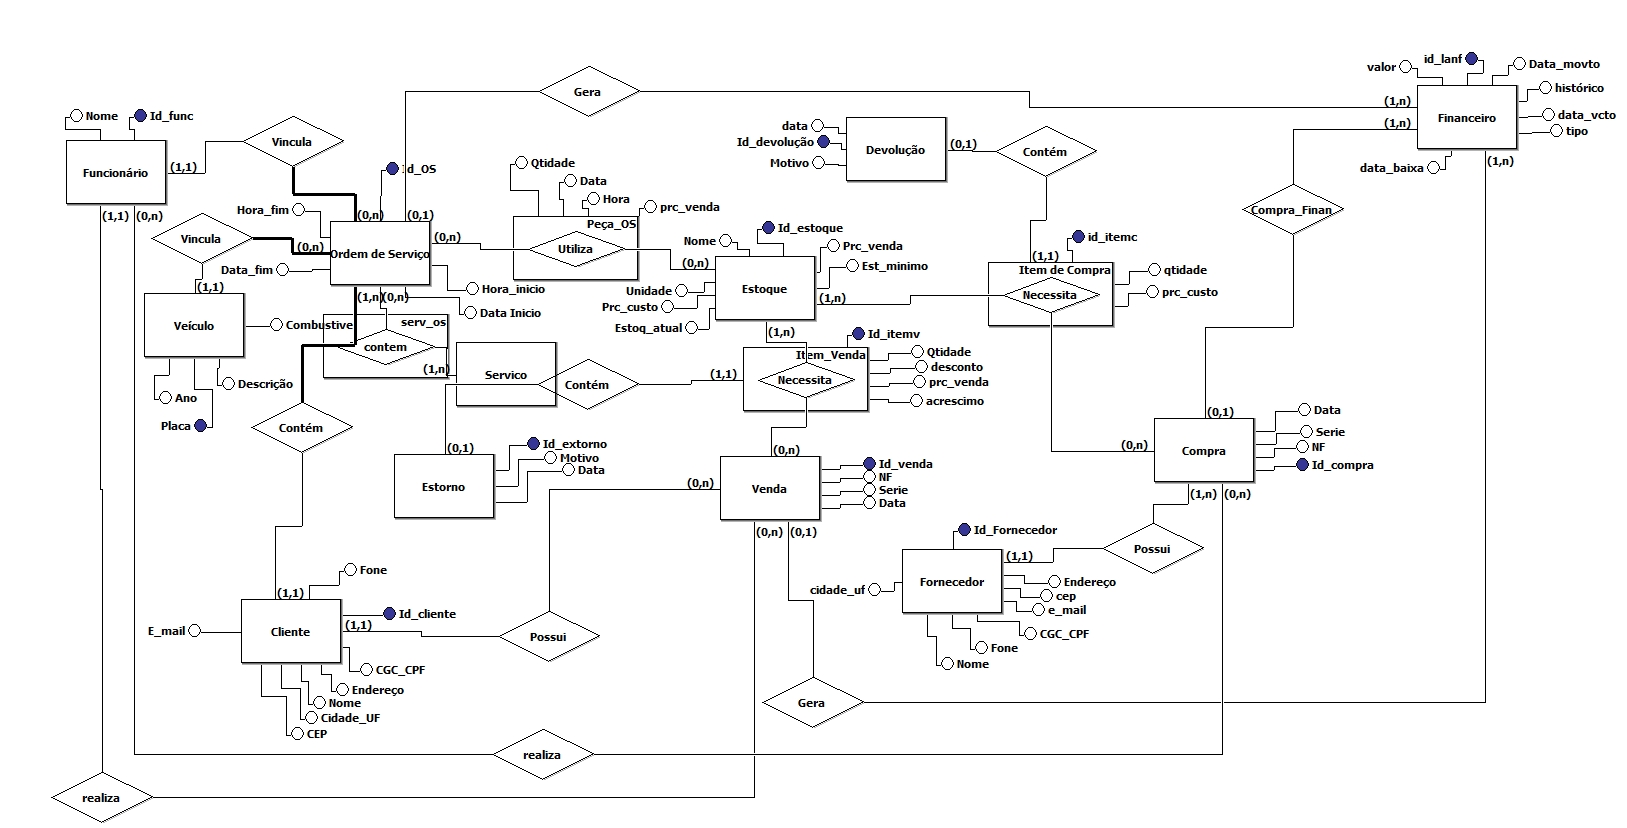 id_lanf
Data_movto
valor
histórico
Gera
(1,n)
data_vcto
Nome
Id_func
Financeiro
(1,n)
tipo
data
Id_devolução
Devolução
(0,1)
Contém
Vincula
Motivo
(1,n)
data_baixa
Funcionário
(1,1)
Id_OS
Qtidade
Data
Hora
prc_venda
Compra_Finan
(1,1)
(0,n)
Hora_fim
(0,n)
(0,1)
Peça_OS
Id_estoque
id_itemc
Vincula
(0,n)
Ordem de Serviço
(0,n)
Utiliza
Nome
Prc_venda
(1,1)
(0,n)
Est_minimo
Item de Compra
qtidade
Data_fim
Hora_inicio
Unidade
Estoque
(1,n)
Necessita
prc_custo
(1,1)
(1,n)
(0,n)
Data Inicio
Prc_custo
Veículo
Combustive
serv_os
Estoq_atual
(1,n)
Id_itemv
contem
Item_Venda
Qtidade
(1,n)
Servico
Contém
(1,1)
Necessita
desconto
prc_venda
Descrição
Ano
acrescimo
Placa
Contém
(0,1)
Data
Serie
(0,1)
Id_extorno
(0,n)
(0,n)
Compra
NF
Motivo
Data
Id_venda
Id_compra
Estorno
(0,n)
Venda
NF
Serie
Data
(1,n)
(0,n)
(0,n)
(0,1)
Id_Fornecedor
Possui
(1,1)
Fone
Fornecedor
Endereço
cidade_uf
cep
(1,1)
e_mail
Id_cliente
E_mail
Cliente
(1,1)
Possui
CGC_CPF
Fone
CGC_CPF
Nome
Endereço
Nome
Gera
Cidade_UF
CEP
realiza
realiza